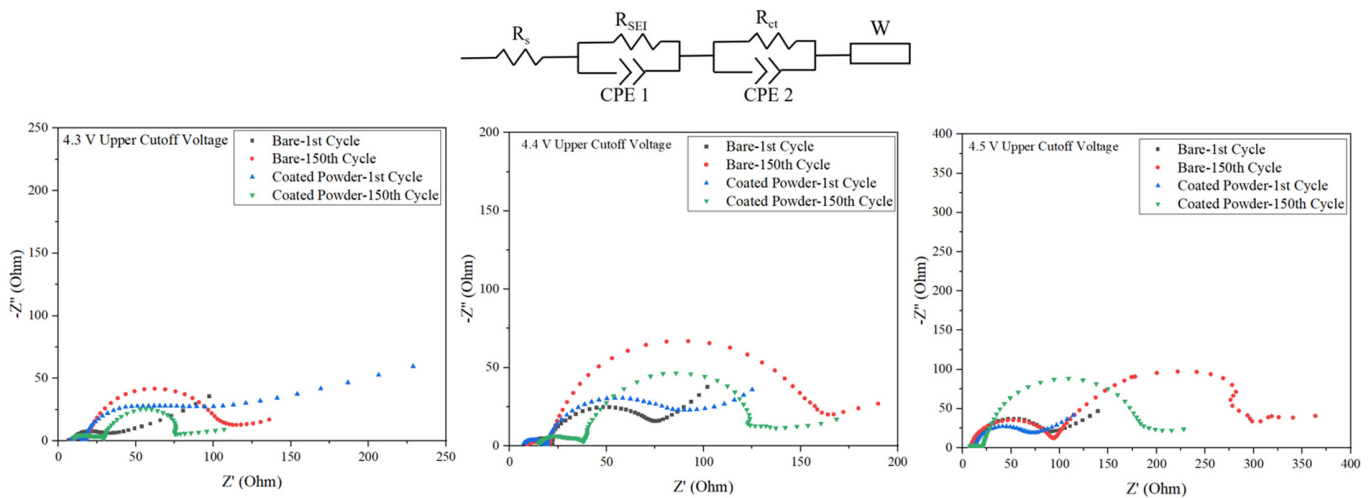 R_s
R_SEI
R_ct
W
CPE 1
CPE 2
4.3 V Upper Cutoff Voltage
Bare-1st Cycle
Bare-150th Cycle
Coated Powder-1st Cycle
Coated Powder-150th Cycle
-Z" (Ohm)
250
200
150
100
50
0
0 50 100 150 200 250
Z' (Ohm)
4.4 V Upper Cutoff Voltage
Bare-1st Cycle
Bare-150th Cycle
Coated Powder-1st Cycle
Coated Powder-150th Cycle
-Z" (Ohm)
200
150
100
50
0
0 50 100 150 200
Z' (Ohm)
4.5 V Upper Cutoff Voltage
Bare-1st Cycle
Bare-150th Cycle
Coated Powder-1st Cycle
Coated Powder-150th Cycle
-Z" (Ohm)
400
350
300
250
200
150
100
50
0
0 50 100 150 200 250 300 350 400
Z' (Ohm)